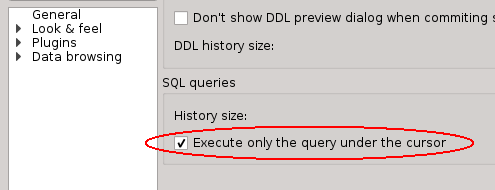 General
Look & feel
Plugins
Data browsing
Don't show DDL preview dialog when commiting s
DDL history size:
SQL queries
History size:
Execute only the query under the cursor